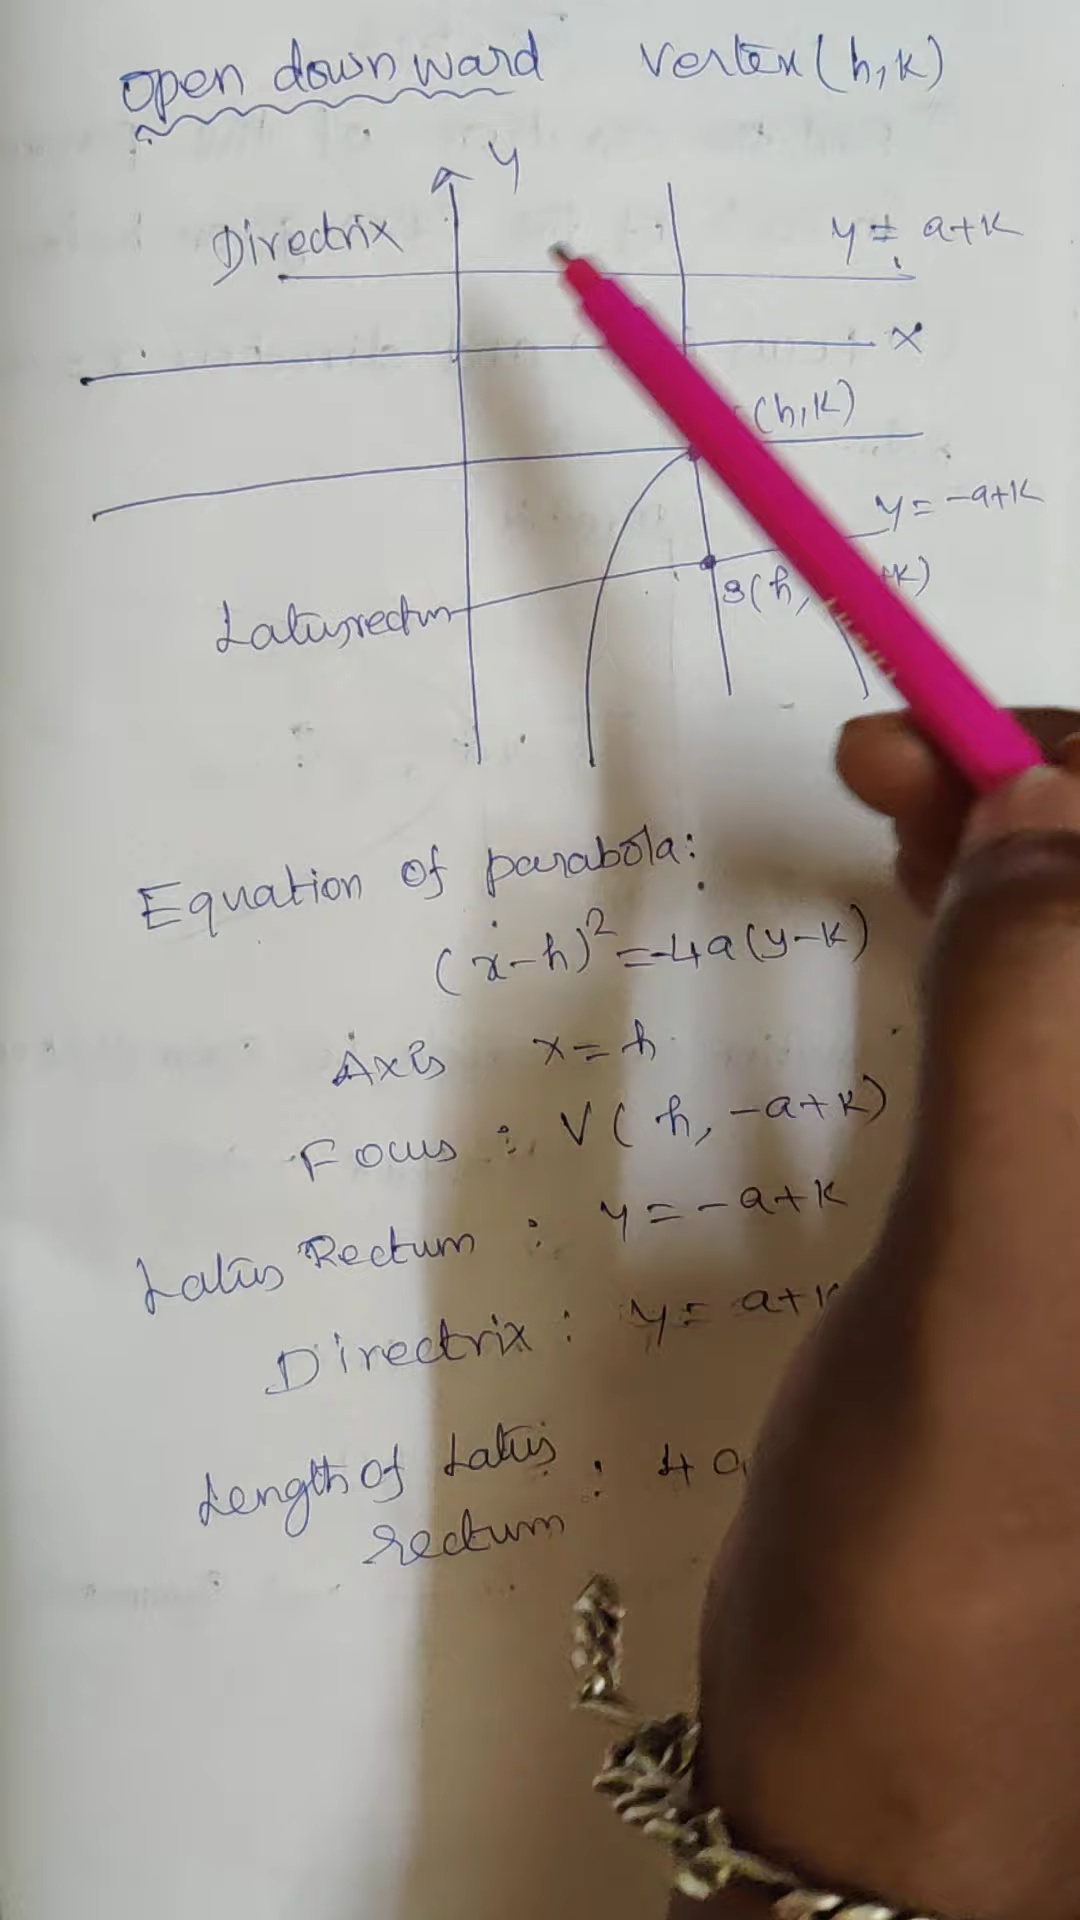 open downward Vertex (h,k)
y
Directrix y = a+k
x
(h,k)
y = -a+k
Latusrectum
S(h, +k)
Equation of parabola:
(x-h)² = -4a(y-k)
Axis x = h
Focus : V(h, -a+k)
Latus Rectum : y = -a+k
Directrix : y = a+k
Length of Latus
rectum : 4a